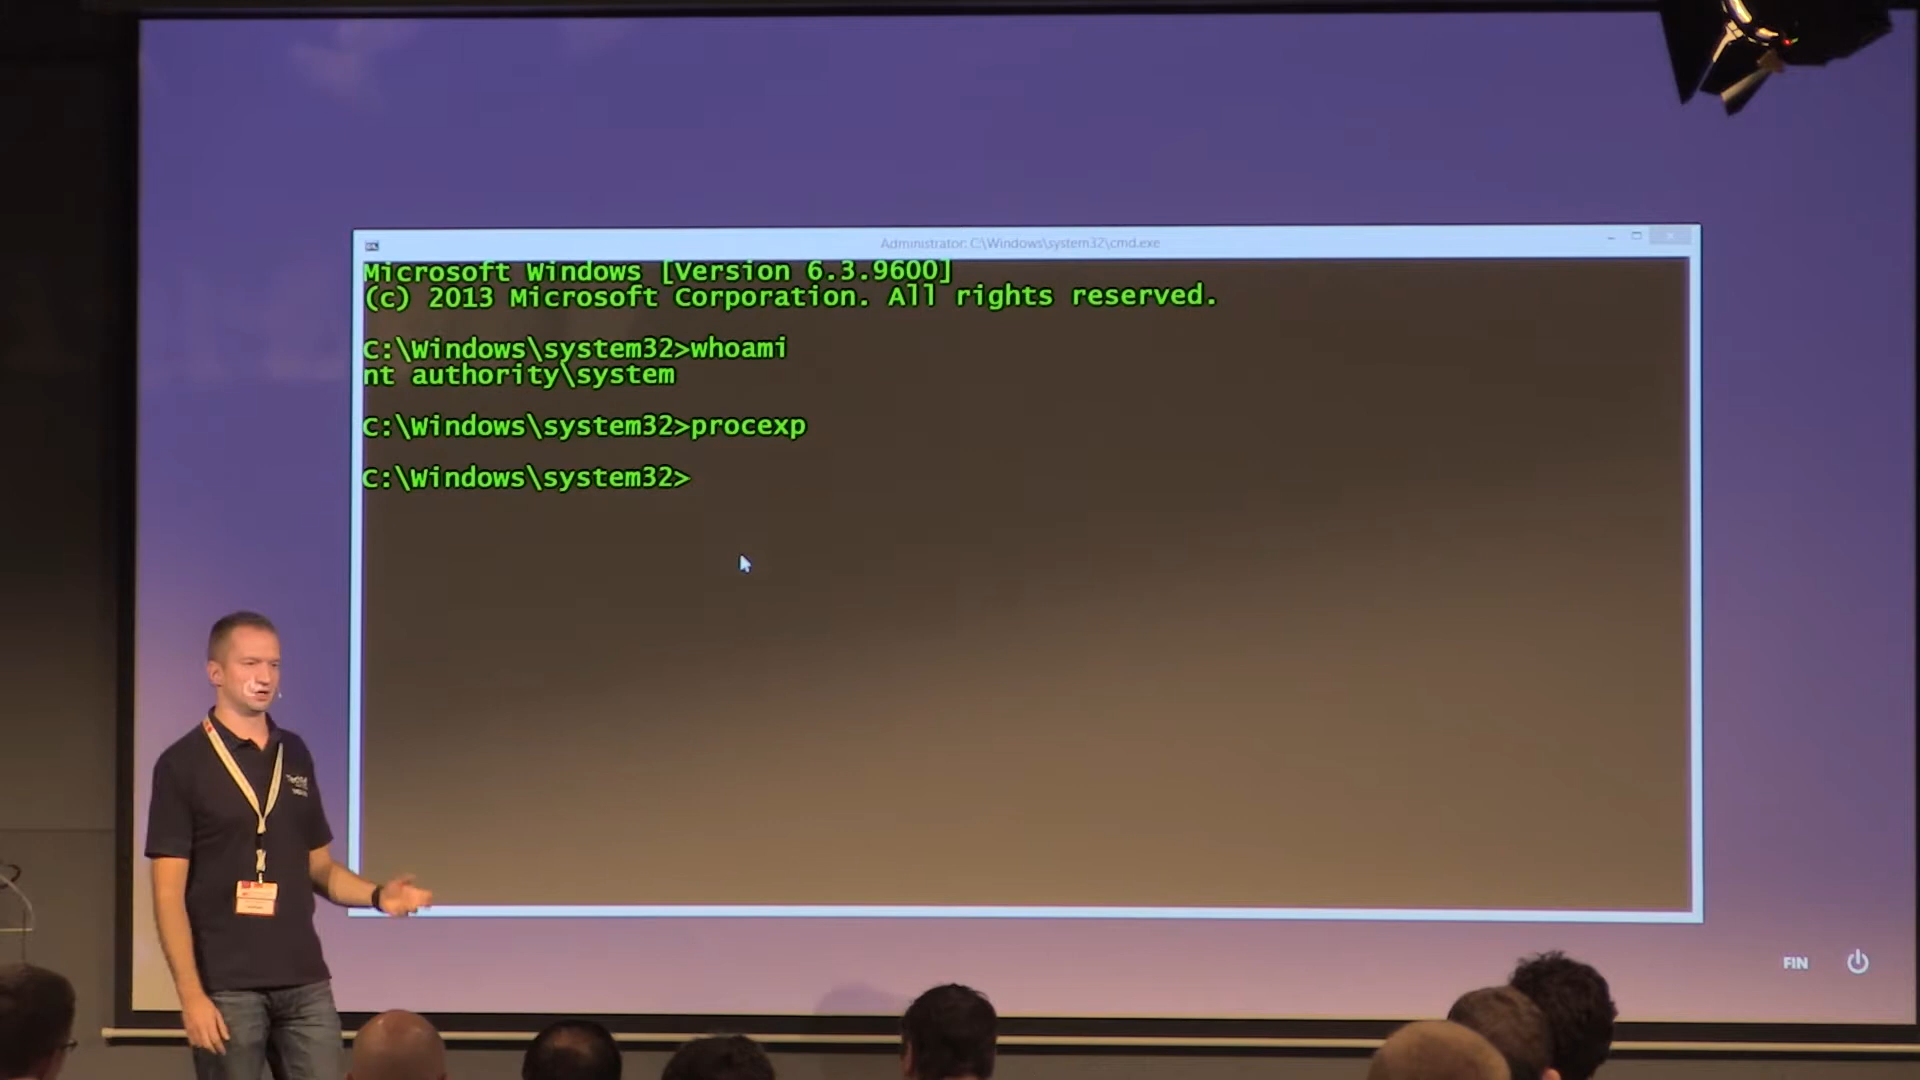 Administrator: C:\Windows\system32\cmd.exe
Microsoft Windows [Version 6.3.9600]
(c) 2013 Microsoft Corporation. All rights reserved.
C:\Windows\system32>whoami
nt authority\system
C:\Windows\system32>procexp
C:\Windows\system32>
FIN